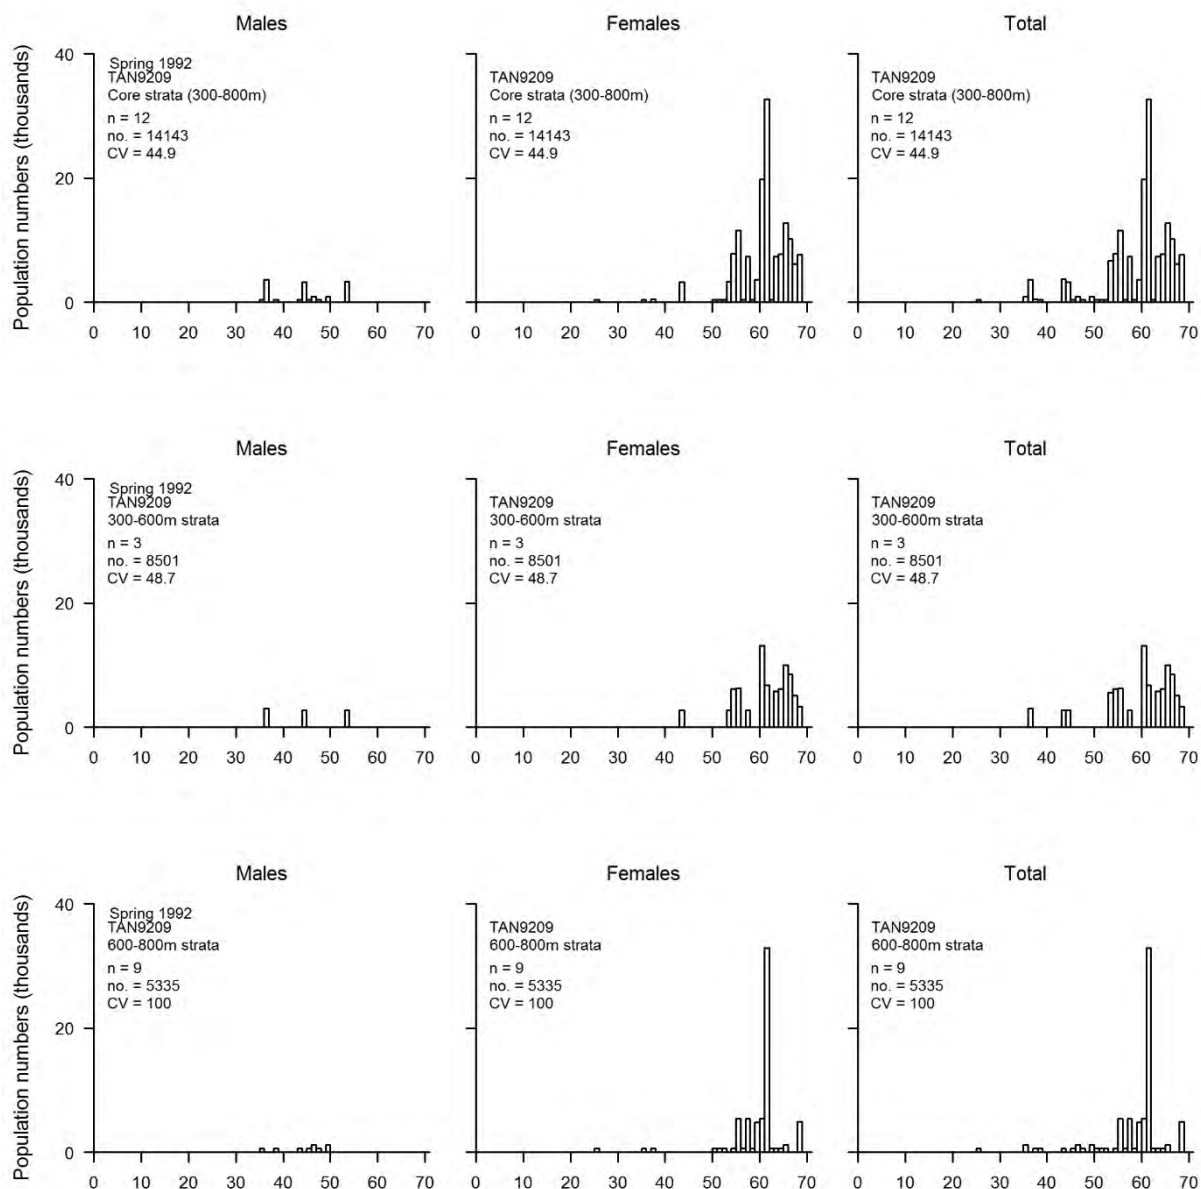 Males Females Total
Population numbers (thousands)
40
20
0
Spring 1992
TAN9209
Core strata (300-800m)
n = 12
no. = 14143
CV = 44.9
0 10 20 30 40 50 60 70
TAN9209
Core strata (300-800m)
n = 12
no. = 14143
CV = 44.9
0 10 20 30 40 50 60 70
TAN9209
Core strata (300-800m)
n = 12
no. = 14143
CV = 44.9
0 10 20 30 40 50 60 70
Males Females Total
Population numbers (thousands)
40
20
0
Spring 1992
TAN9209
300-600m strata
n = 3
no. = 8501
CV = 48.7
0 10 20 30 40 50 60 70
TAN9209
300-600m strata
n = 3
no. = 8501
CV = 48.7
0 10 20 30 40 50 60 70
TAN9209
300-600m strata
n = 3
no. = 8501
CV = 48.7
0 10 20 30 40 50 60 70
Males Females Total
Population numbers (thousands)
40
20
0
Spring 1992
TAN9209
600-800m strata
n = 9
no. = 5335
CV = 100
0 10 20 30 40 50 60 70
TAN9209
600-800m strata
n = 9
no. = 5335
CV = 100
0 10 20 30 40 50 60 70
TAN9209
600-800m strata
n = 9
no. = 5335
CV = 100
0 10 20 30 40 50 60 70